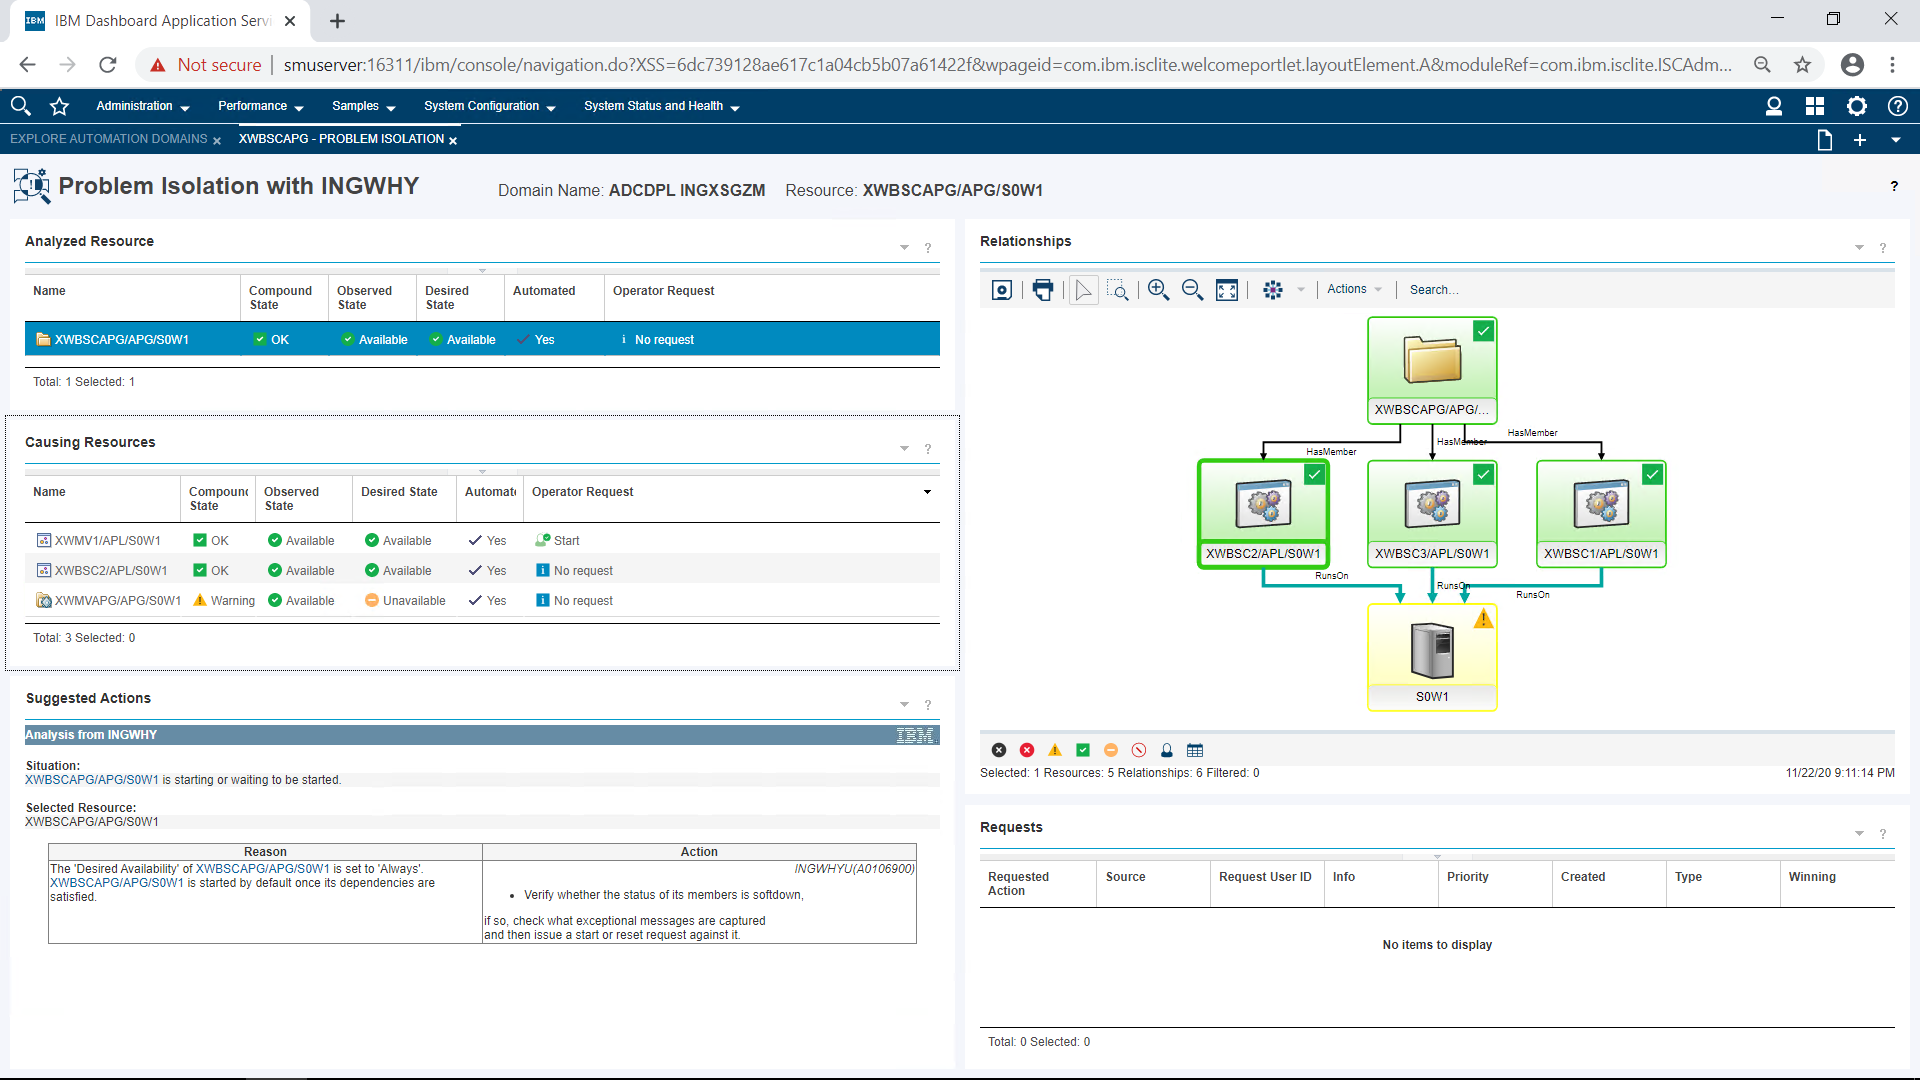 IBM Dashboard Application Servi
Not secure
smuserver:16311/ibm/console/navigation.do?XSS=6dc739128ae617c1a04cb5b07a61422f&wpageid=com.ibm.isclite.welcomeportlet.layoutElement.A&moduleRef=com.ibm.isclite.ISCAdm...
Administration Performance Samples System Configuration System Status and Health
EXPLORE AUTOMATION DOMAINS XWBSCAPG - PROBLEM ISOLATION
Problem Isolation with INGWHY
Domain Name: ADCDPL INGXSGZM Resource: XWBSCAPG/APG/S0W1
Analyzed Resource
Name Compound State Observed State Desired State Automated Operator Request
XWBSCAPG/APG/S0W1 OK Available Available Yes No request
Total: 1 Selected: 1
Causing Resources
Name Compound State Observed State Desired State Automate Operator Request
XWMV1/APL/S0W1 OK Available Available Yes Start
XWBSC2/APL/S0W1 OK Available Available Yes No request
XWMVAPG/APG/S0W1 Warning Available Unavailable Yes No request
Total: 3 Selected: 0
Suggested Actions
Analysis from INGWHY
IBM.
Situation:
XWBSCAPG/APG/S0W1 is starting or waiting to be started.
Selected Resource:
XWBSCAPG/APG/S0W1
Reason
The 'Desired Availability' of XWBSCAPG/APG/S0W1 is set to 'Always'.
XWBSCAPG/APG/S0W1 is started by default once its dependencies are
satisfied.
Action
INGWHYU(A0106900)
• Verify whether the status of its members is softdown,
if so, check what exceptional messages are captured
and then issue a start or reset request against it.
Relationships
Actions
Search...
XWBSCAPG/APG/...
HasMember
HasMember
HasMember
XWBSC2/APL/S0W1
XWBSC3/APL/S0W1
XWBSC1/APL/S0W1
RunsOn
RunsOn
RunsOn
S0W1
Selected: 1 Resources: 5 Relationships: 6 Filtered: 0
11/22/20 9:11:14 PM
Requests
Requested Action Source Request User ID Info Priority Created Type Winning
No items to display
Total: 0 Selected: 0